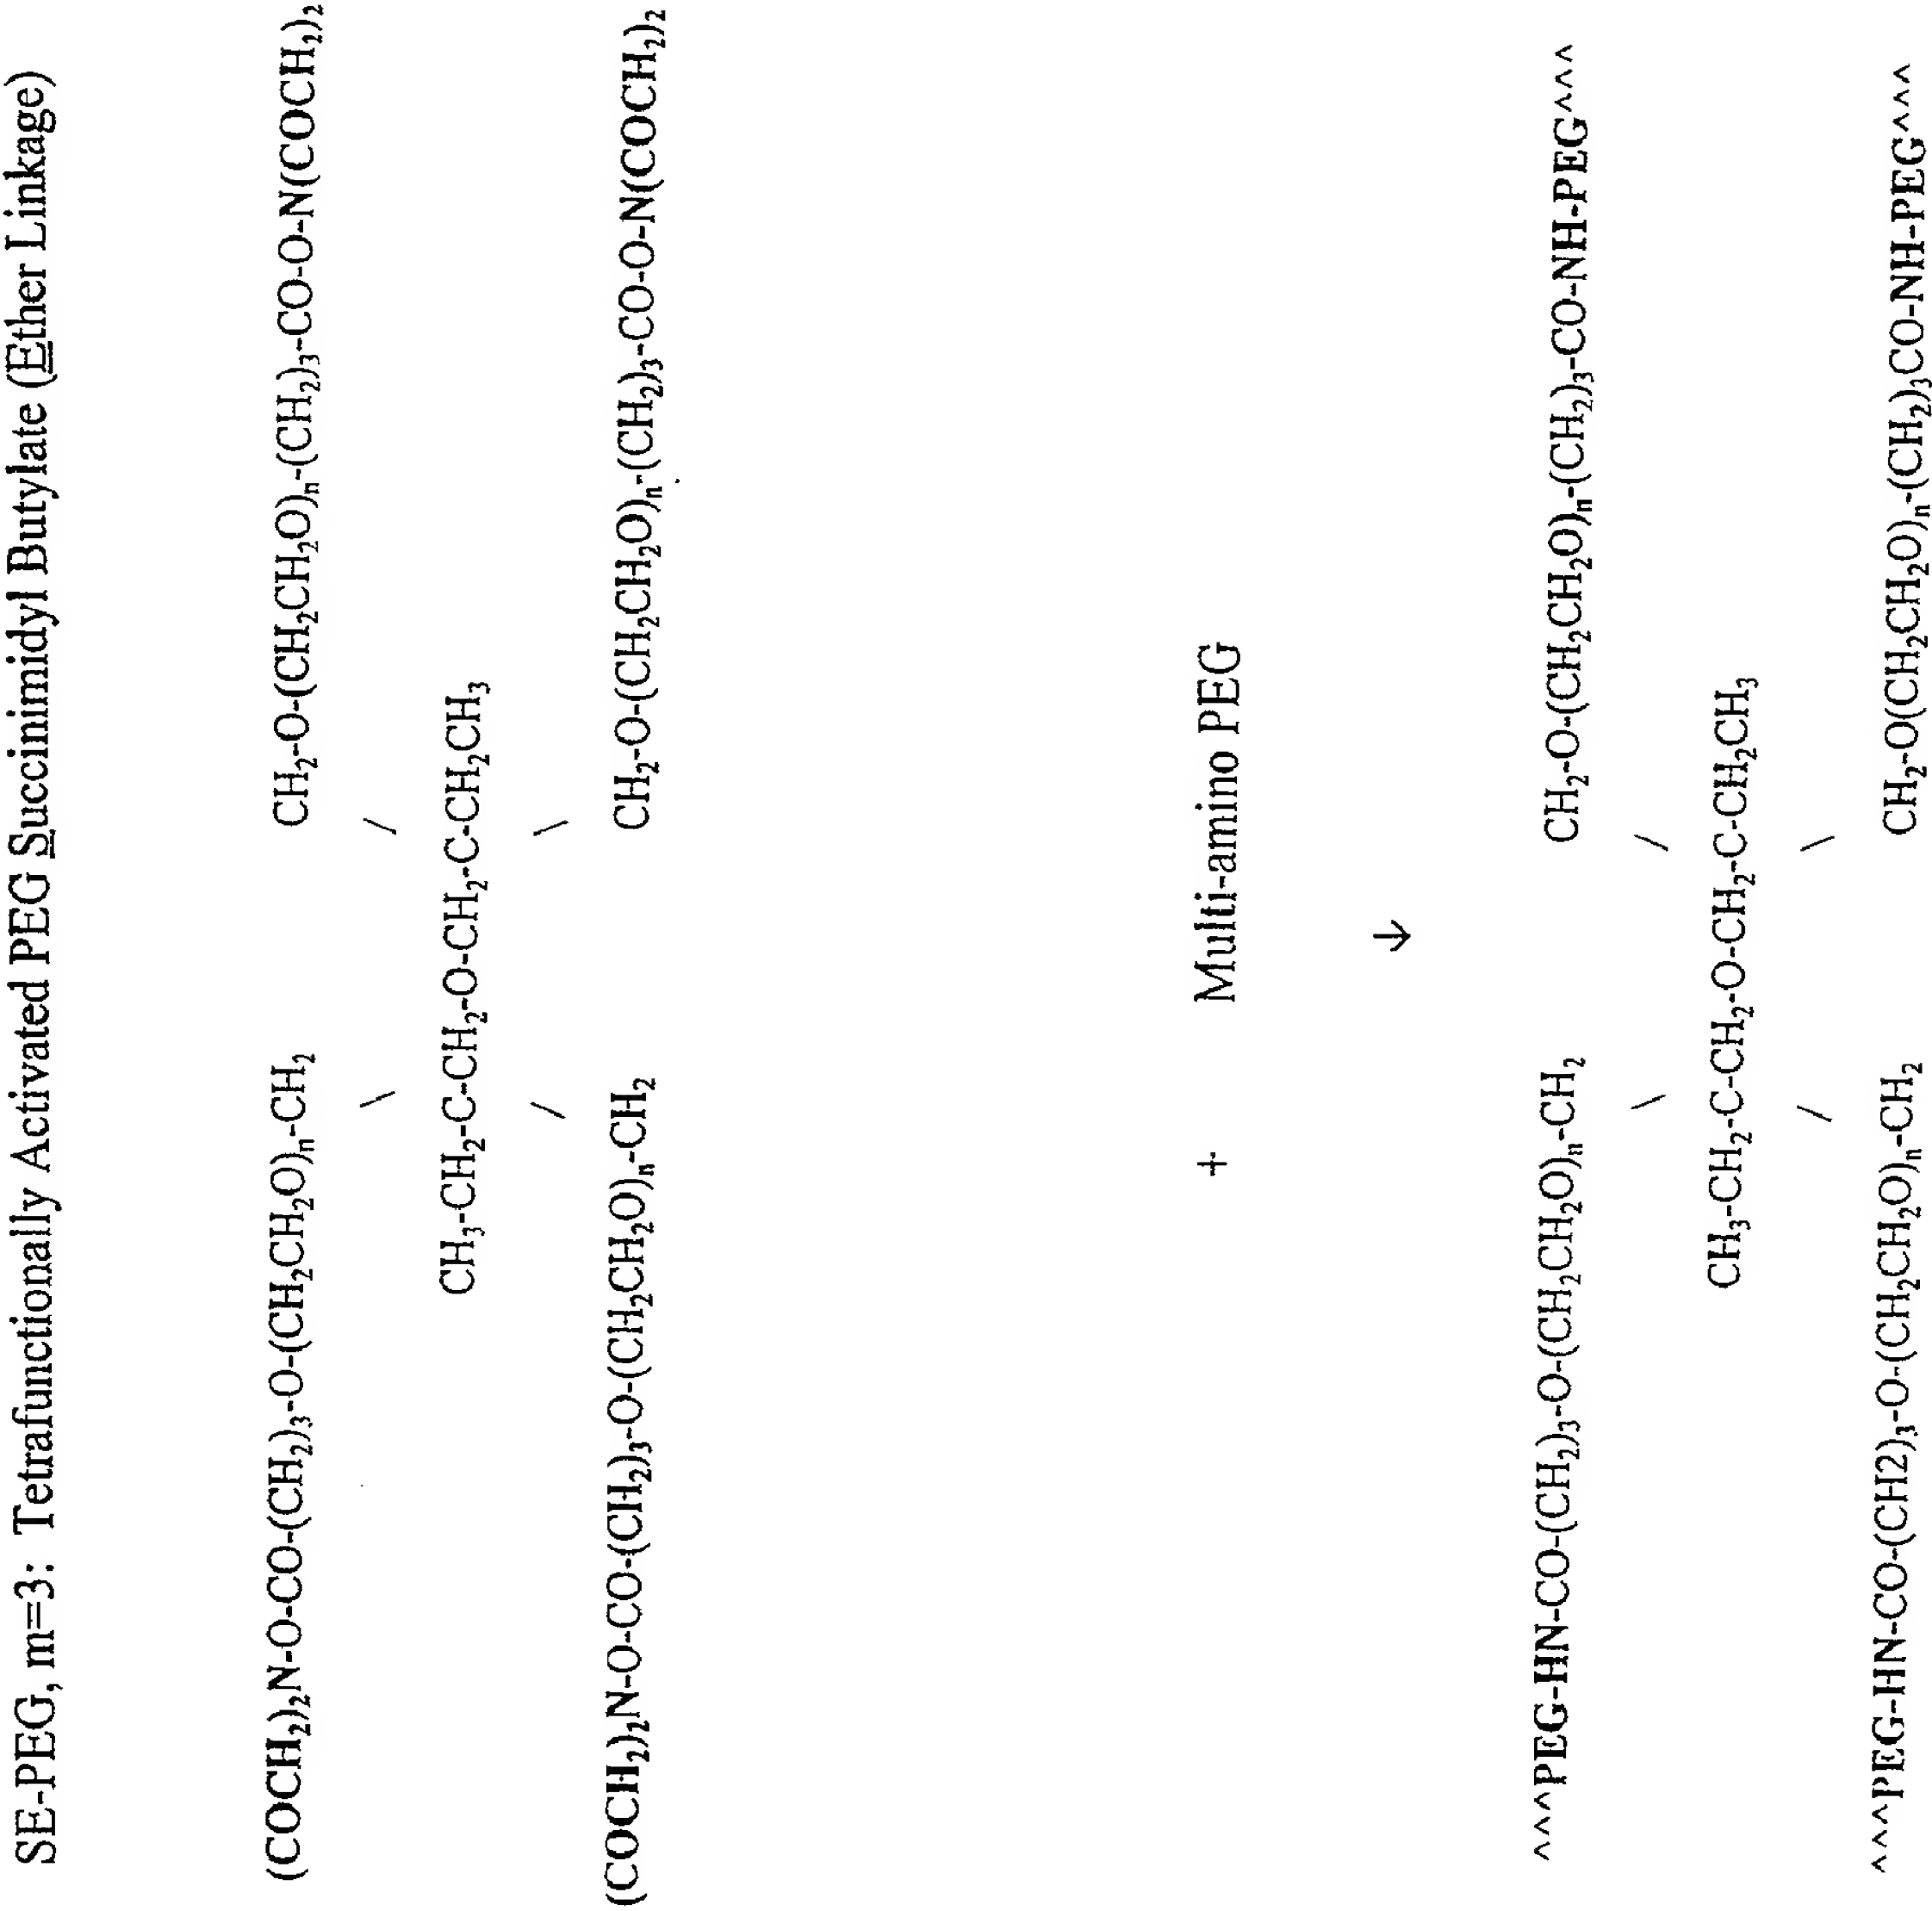 SE-PEG, m=3: Tetrafunctionally Activated PEG Succinimidyl Butylate (Ether Linkage)
(COCH₂)₂N-O-CO-(CH₂)₃-O-(CH₂CH₂O)ₙ-CH₂ CH₂-O-(CH₂CH₂O)ₙ-(CH₂)₃-CO-O-N(COCH₂)₂
\ /
CH₃-CH₂-C-CH₂-O-CH₂-C-CH₂CH₃
/ \
(COCH₂)₂N-O-CO-(CH₂)₃-O-(CH₂CH₂O)ₙ-CH₂ CH₂-O-(CH₂CH₂O)ₙ-(CH₂)₃-CO-O-N(COCH₂)₂
+ Multi-amino PEG
↓
^^^PEG-HN-CO-(CH₂)₃-O-(CH₂CH₂O)ₙ-CH₂ CH₂-O-(CH₂CH₂O)ₙ-(CH₂)₃-CO-NH-PEG^^^
\ /
CH₃-CH₂-C-CH₂-O-CH₂-C-CH₂CH₃
/ \
^^^PEG-HN-CO-(CH2)₃-O-(CH₂CH₂O)ₙ-CH₂ CH₂-O(CH₂CH₂O)ₙ-(CH₂)₃CO-NH-PEG^^^